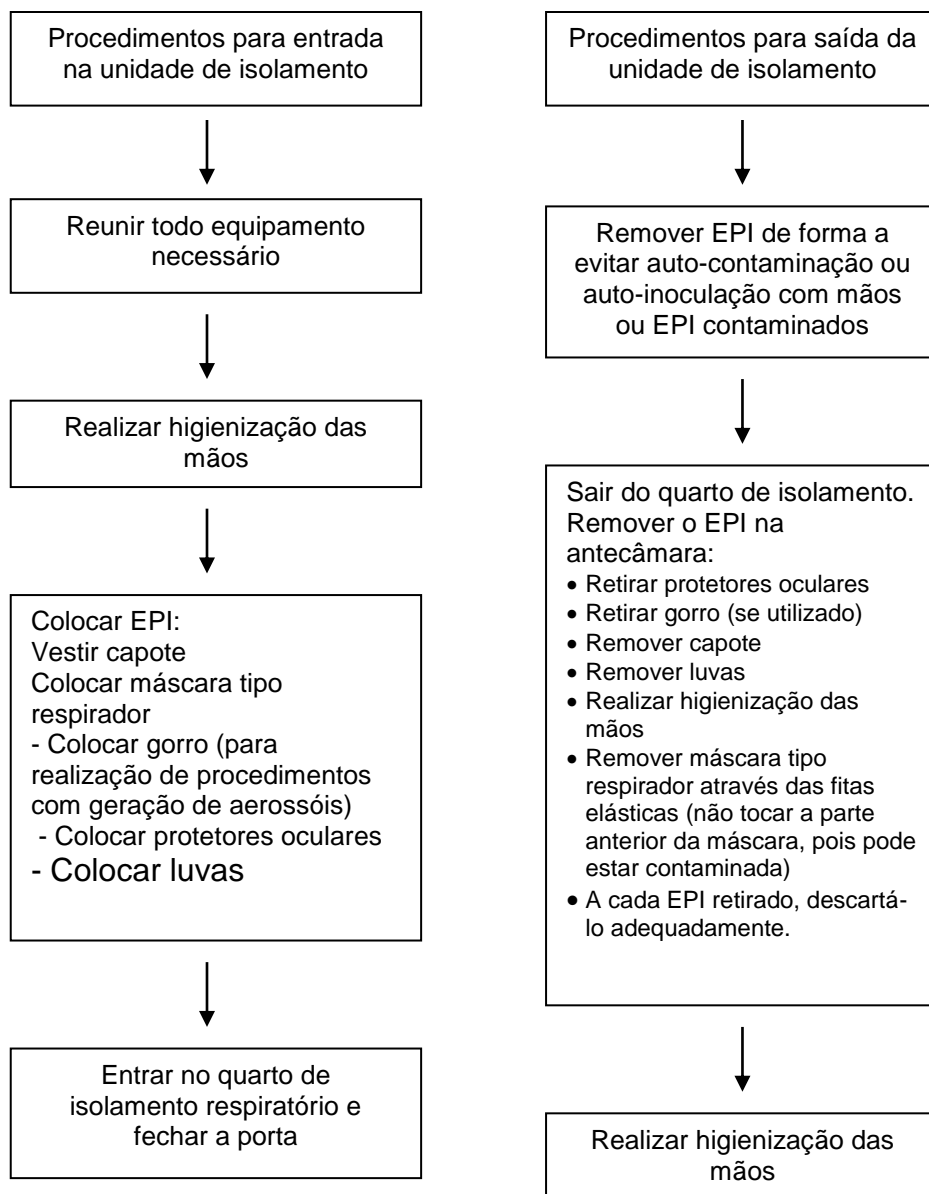 Procedimentos para entrada
na unidade de isolamento
Reunir todo equipamento
necessário
Realizar higienização das
mãos
Colocar EPI:
Vestir capote
Colocar máscara tipo
respirador
- Colocar gorro (para
realização de procedimentos
com geração de aerossóis)
- Colocar protetores oculares
- Colocar luvas
Entrar no quarto de
isolamento respiratório e
fechar a porta
Procedimentos para saída da
unidade de isolamento
Remover EPI de forma a
evitar auto-contaminação ou
auto-inoculação com mãos
ou EPI contaminados
Sair do quarto de isolamento.
Remover o EPI na
antecâmara:
• Retirar protetores oculares
• Retirar gorro (se utilizado)
• Remover capote
• Remover luvas
• Realizar higienização das
mãos
• Remover máscara tipo
respirador através das fitas
elásticas (não tocar a parte
anterior da máscara, pois pode
estar contaminada)
• A cada EPI retirado, descartá-
lo adequadamente.
Realizar higienização das
mãos